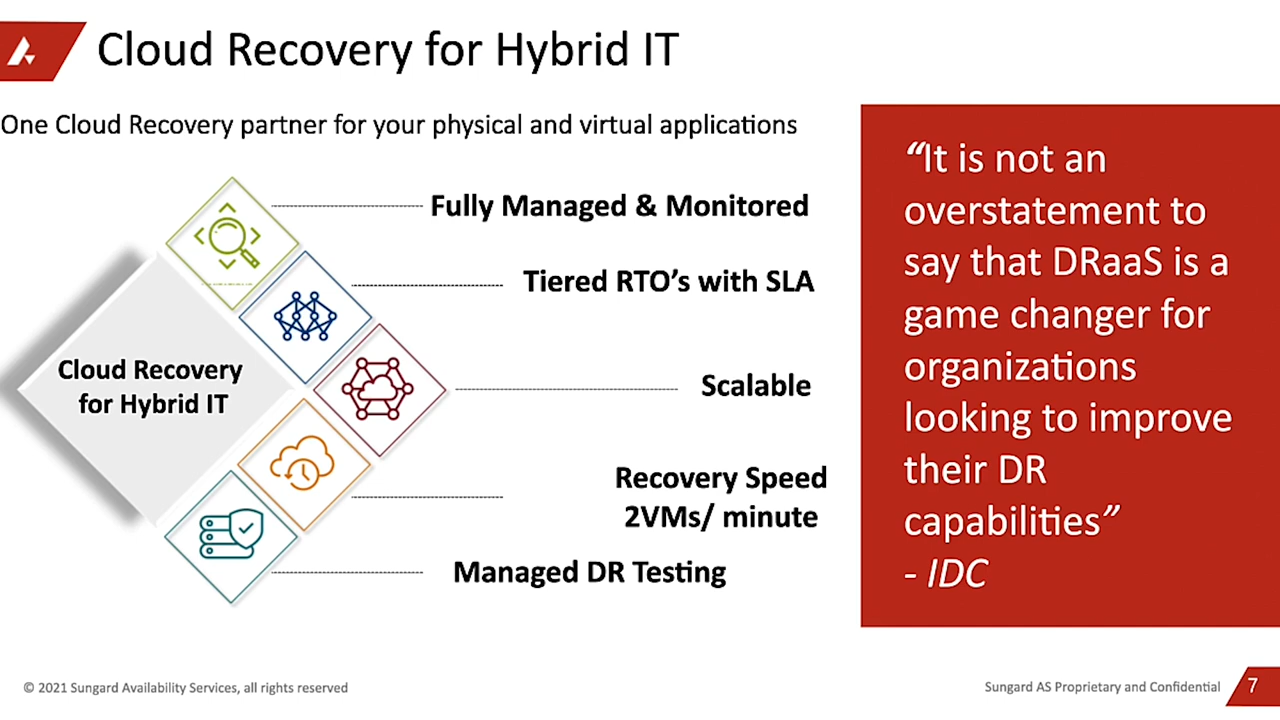 Cloud Recovery for Hybrid IT
One Cloud Recovery partner for your physical and virtual applications
Fully Managed & Monitored
Tiered RTO’s with SLA
Cloud Recovery
for Hybrid IT
Scalable
Recovery Speed
2VMs/ minute
Managed DR Testing
“It is not an
overstatement to
say that DRaaS is a
game changer for
organizations
looking to improve
their DR
capabilities”
- IDC
© 2021 Sungard Availability Services, all rights reserved
Sungard AS Proprietary and Confidential
7